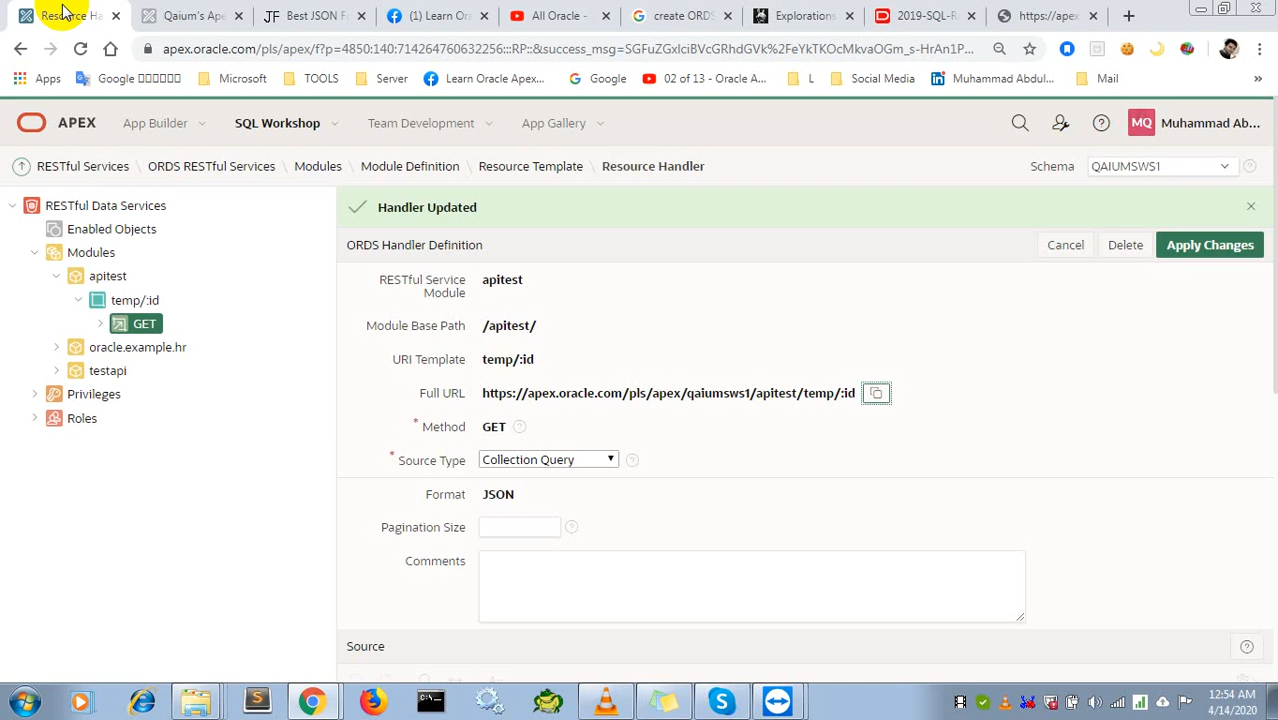 Resource Ha
Qaium's Ape
JF Best JSON Fo
(1) Learn Or
All Oracle -
create ORDS
Explorations
2019-SQL-R
https://apex
apex.oracle.com/pls/apex/f?p=4850:140:714264760632256:::RP::&success_msg=SGFuZGxlciBVcGRhdGVk%2FeYkTKOcMkvaOGm_s-HrAn1P...
Apps
Google
Microsoft
TOOLS
Server
Learn Oracle Apex...
Google
02 of 13 - Oracle A...
L
Social Media
Muhammad Abdul...
Mail
»
APEX
App Builder
SQL Workshop
Team Development
App Gallery
MQ
Muhammad Ab...
RESTful Services
ORDS RESTful Services
Modules
Module Definition
Resource Template
Resource Handler
Schema
QAIUMSWS1
RESTful Data Services
Enabled Objects
Modules
apitest
temp/:id
GET
oracle.example.hr
testapi
Privileges
Roles
Handler Updated
ORDS Handler Definition
Cancel
Delete
Apply Changes
RESTful Service Module
apitest
Module Base Path
/apitest/
URI Template
temp/:id
Full URL
https://apex.oracle.com/pls/apex/qaiumsws1/apitest/temp/:id
* Method
GET
* Source Type
Collection Query
Format
JSON
Pagination Size
Comments
Source
12:54 AM
4/14/2020